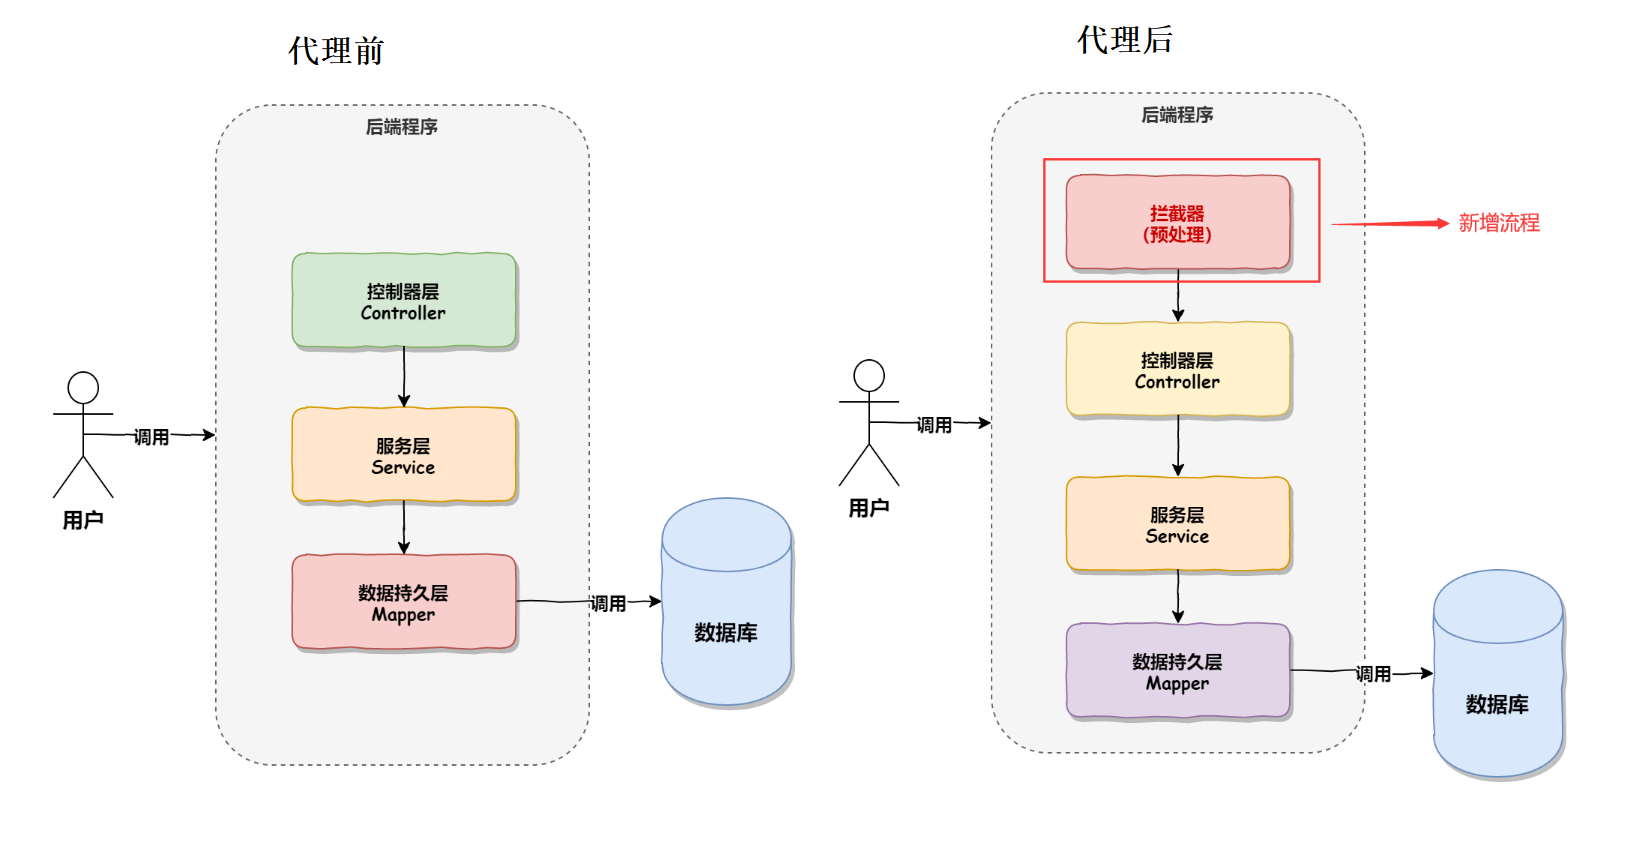 代理前
后端程序
控制器层
Controller
服务层
Service
数据持久层
Mapper
用户
调用
调用
数据库
代理后
后端程序
拦截器
(预处理)
新增流程
控制器层
Controller
服务层
Service
数据持久层
Mapper
用户
调用
调用
数据库